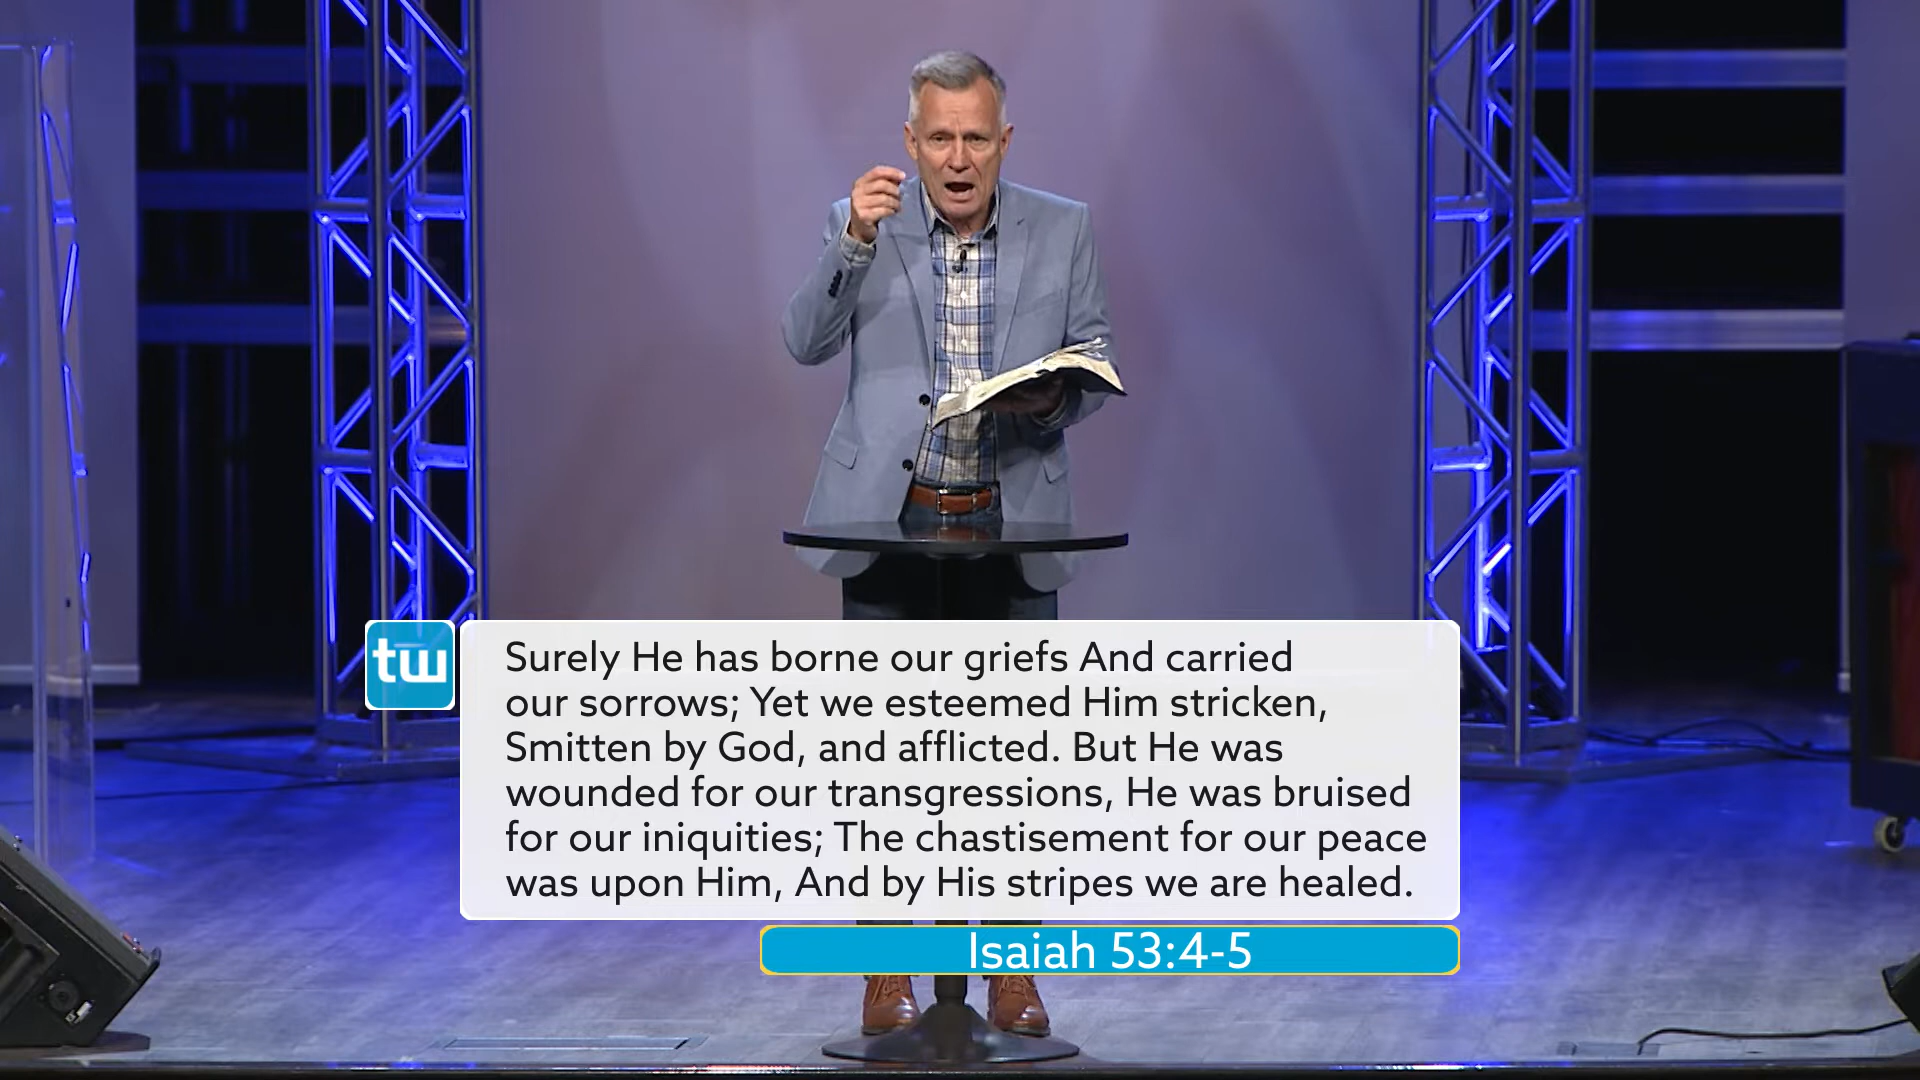 tw
Surely He has borne our griefs And carried
our sorrows; Yet we esteemed Him stricken,
Smitten by God, and afflicted. But He was
wounded for our transgressions, He was bruised
for our iniquities; The chastisement for our peace
was upon Him, And by His stripes we are healed.
Isaiah 53:4-5